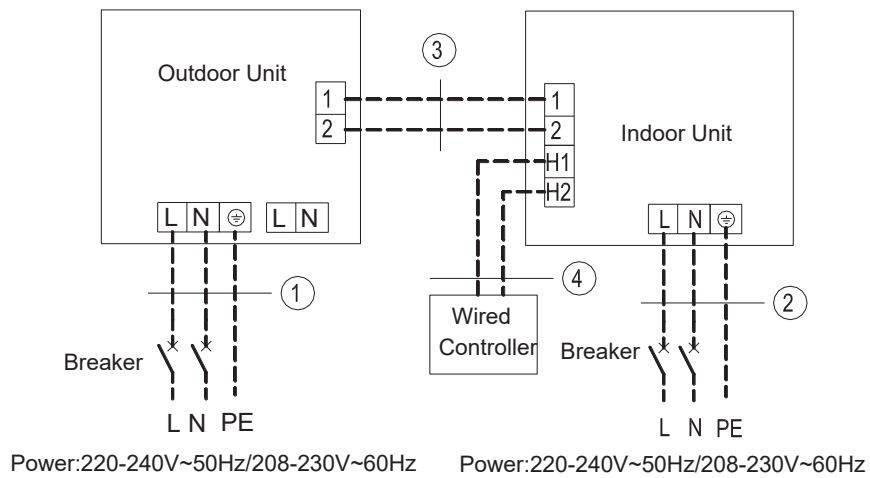 Outdoor Unit
3
1
2
1
2
H1
H2
Indoor Unit
L N
L N
L N
1
4
2
Wired
Controller
Breaker
Breaker
L N PE
L N PE
Power:220-240V~50Hz/208-230V~60Hz
Power:220-240V~50Hz/208-230V~60Hz